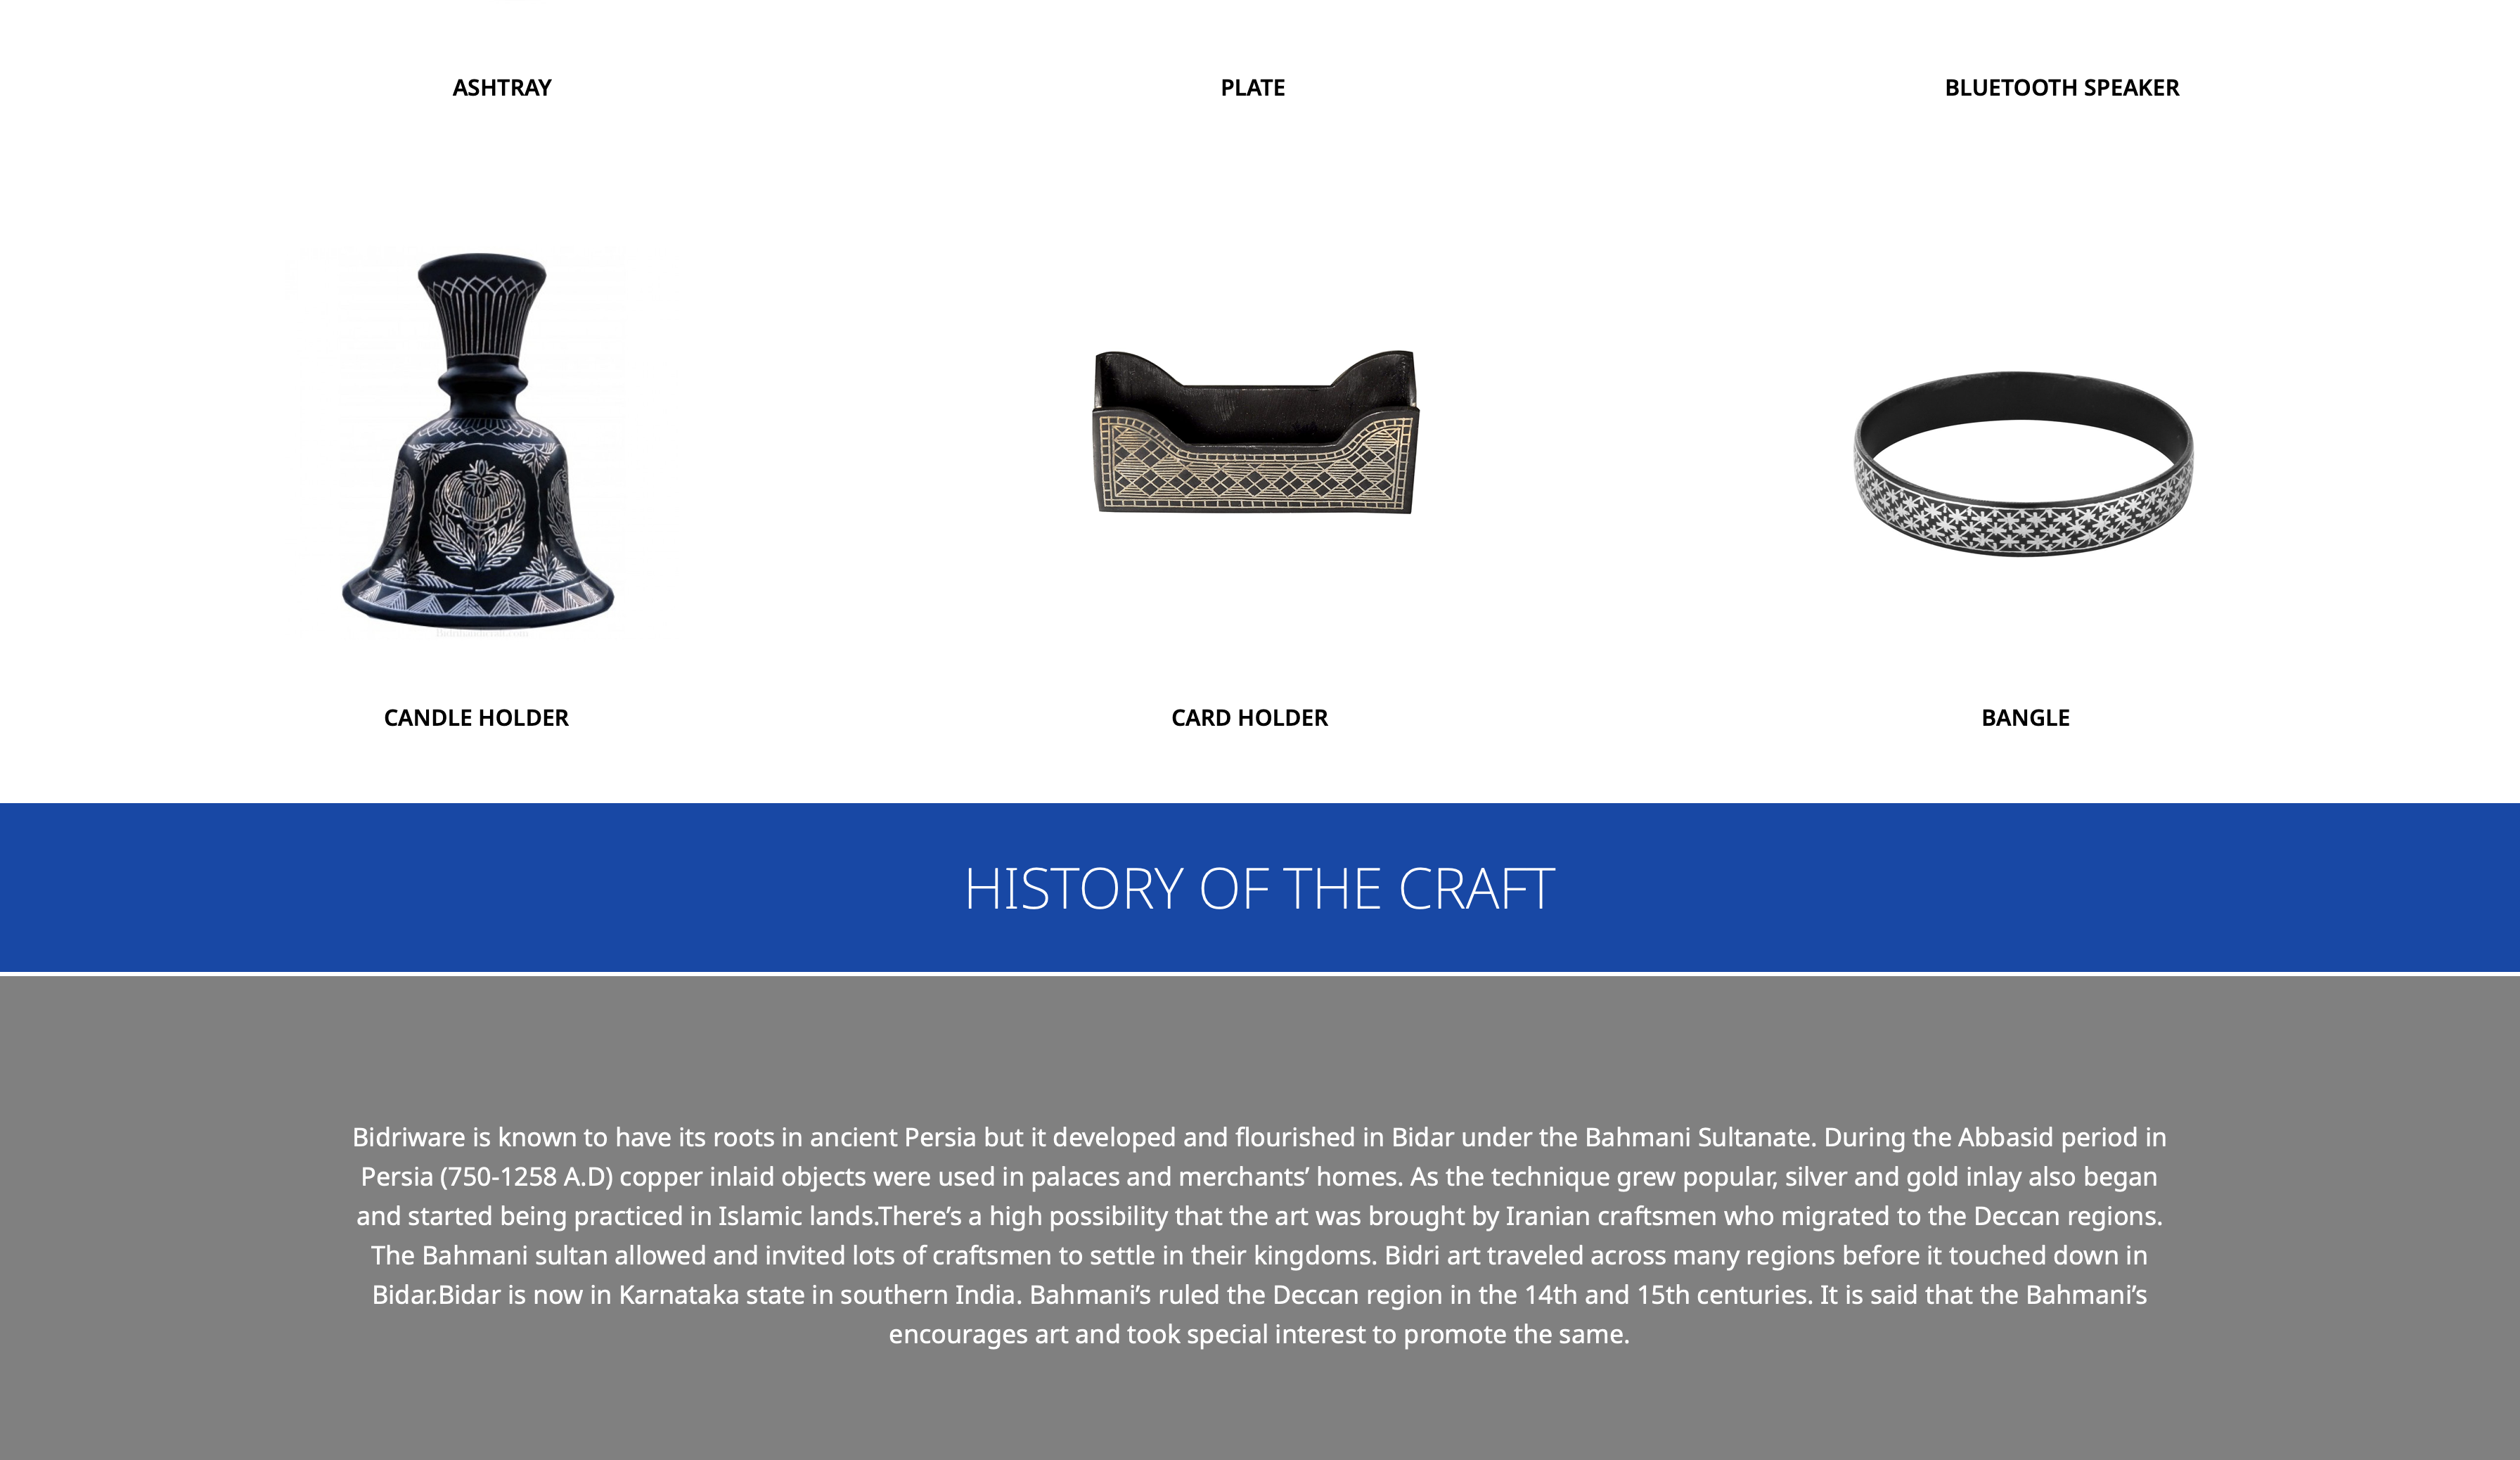 ASHTRAY
PLATE
BLUETOOTH SPEAKER
CANDLE HOLDER
CARD HOLDER
BANGLE
HISTORY OF THE CRAFT
Bidriware is known to have its roots in ancient Persia but it developed and flourished in Bidar under the Bahmani Sultanate. During the Abbasid period in
Persia (750-1258 A.D) copper inlaid objects were used in palaces and merchants’ homes. As the technique grew popular, silver and gold inlay also began
and started being practiced in Islamic lands.There’s a high possibility that the art was brought by Iranian craftsmen who migrated to the Deccan regions.
The Bahmani sultan allowed and invited lots of craftsmen to settle in their kingdoms. Bidri art traveled across many regions before it touched down in
Bidar.Bidar is now in Karnataka state in southern India. Bahmani’s ruled the Deccan region in the 14th and 15th centuries. It is said that the Bahmani’s
encourages art and took special interest to promote the same.